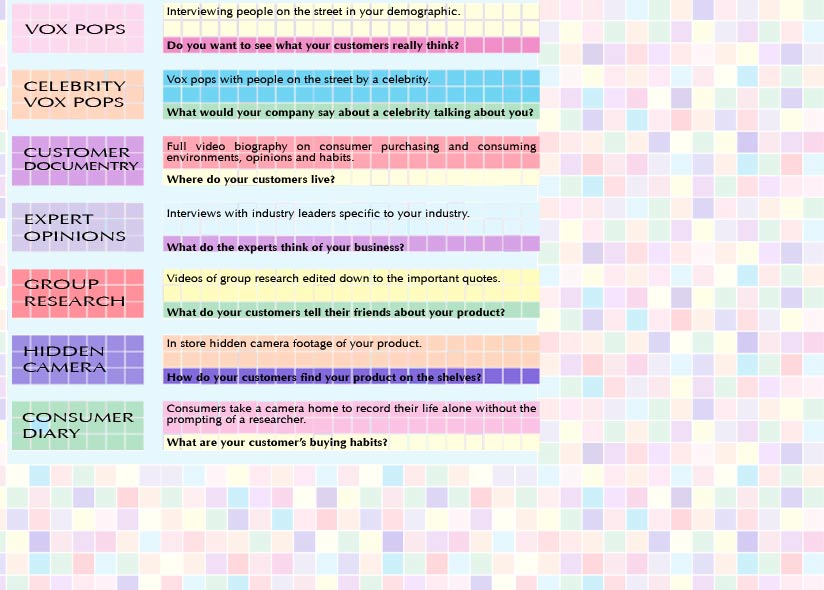 VOX POPS
Interviewing people on the street in your demographic.
Do you want to see what your customers really think?
CELEBRITY
VOX POPS
Vox pops with people on the street by a celebrity.
What would your company say about a celebrity talking about you?
CUSTOMER
DOCUMENTRY
Full video biography on consumer purchasing and consuming
environments, opinions and habits.
Where do your customers live?
EXPERT
OPINIONS
Interviews with industry leaders specific to your industry.
What do the experts think of your business?
GROUP
RESEARCH
Videos of group research edited down to the important quotes.
What do your customers tell their friends about your product?
HIDDEN
CAMERA
In store hidden camera footage of your product.
How do your customers find your product on the shelves?
CONSUMER
DIARY
Consumers take a camera home to record their life alone without the
prompting of a researcher.
What are your customer's buying habits?